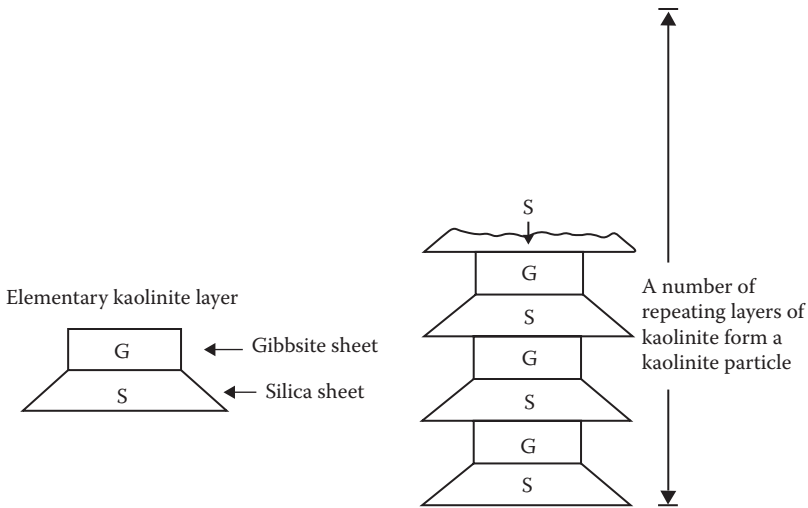 Elementary kaolinite layer
G
Gibbsite sheet
S
Silica sheet
S
G
S
G
S
G
S
A number of
repeating layers of
kaolinite form a
kaolinite particle